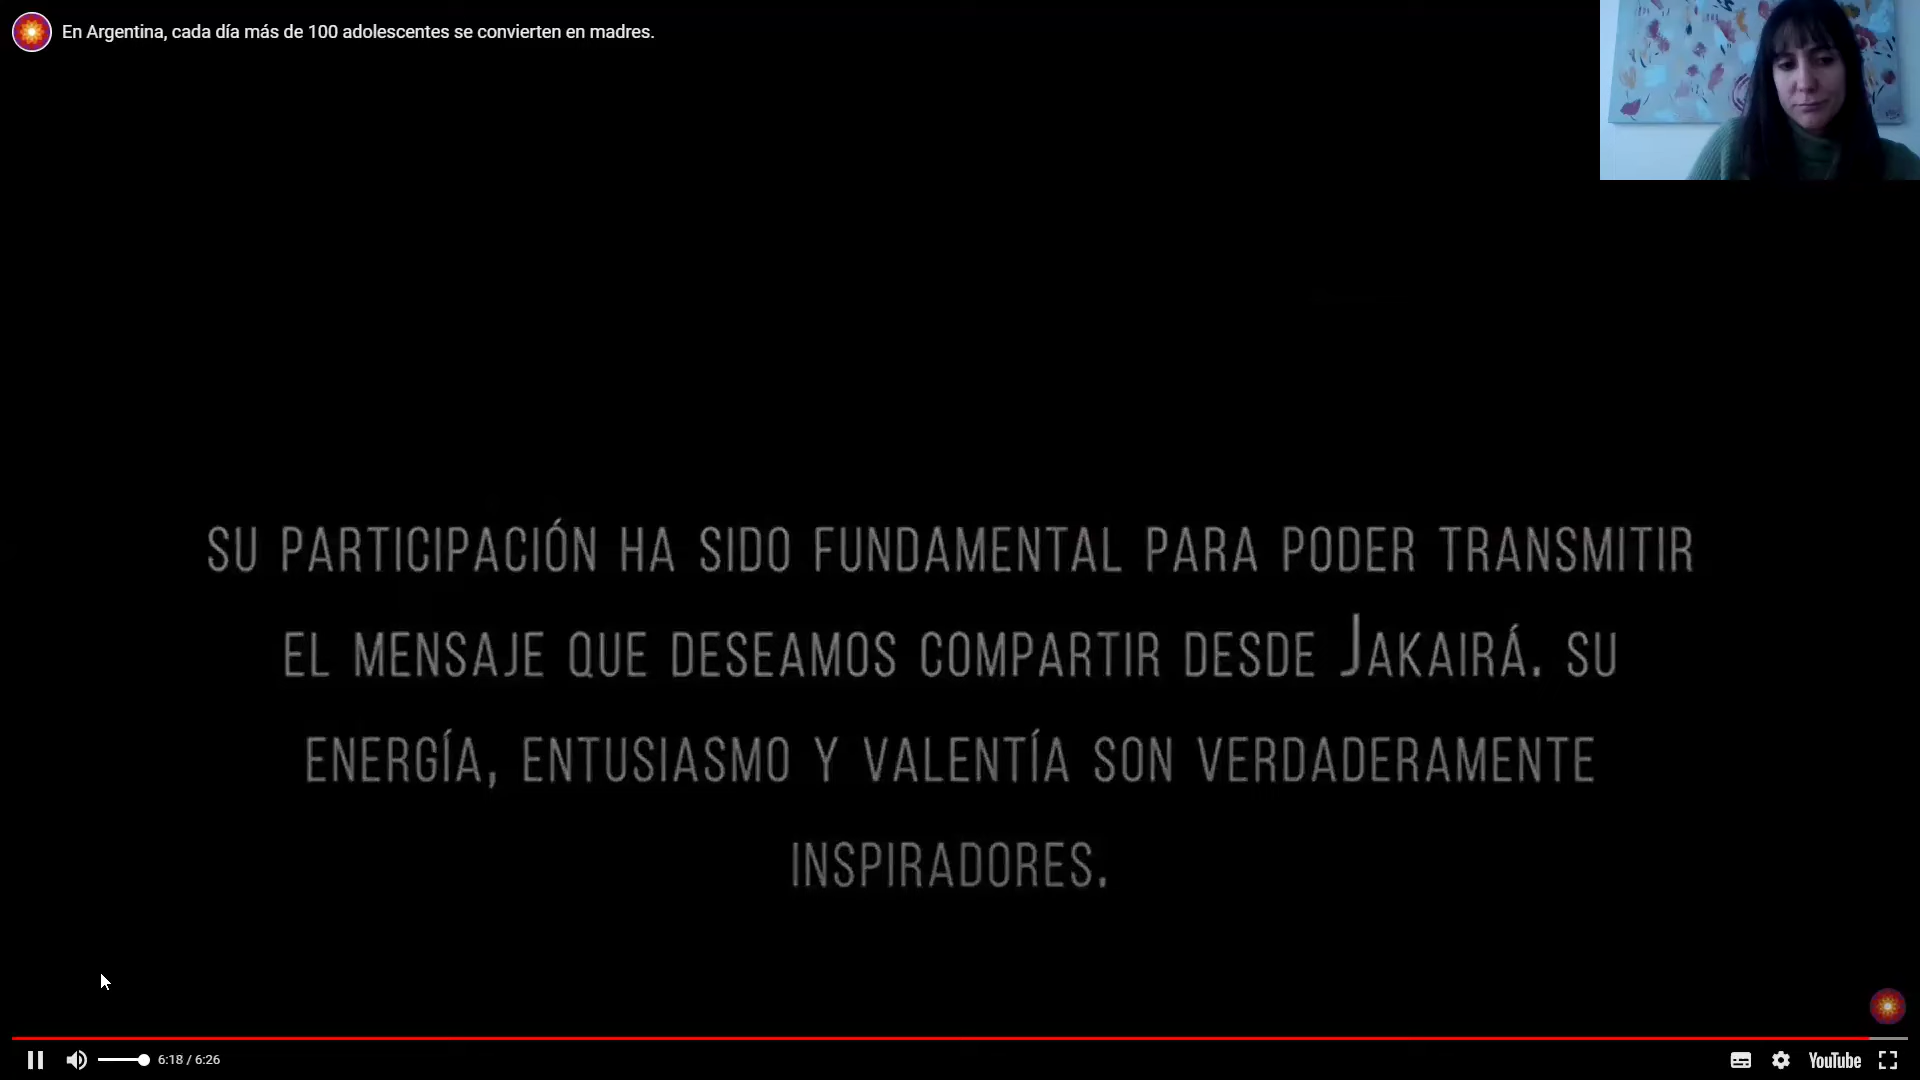 En Argentina, cada día más de 100 adolescentes se convierten en madres.
SU PARTICIPACIÓN HA SIDO FUNDAMENTAL PARA PODER TRANSMITIR
EL MENSAJE QUE DESEAMOS COMPARTIR DESDE JAKAIRÁ. SU
ENERGÍA, ENTUSIASMO Y VALENTÍA SON VERDADERAMENTE
INSPIRADORES.
6:18 / 6:26
YouTube